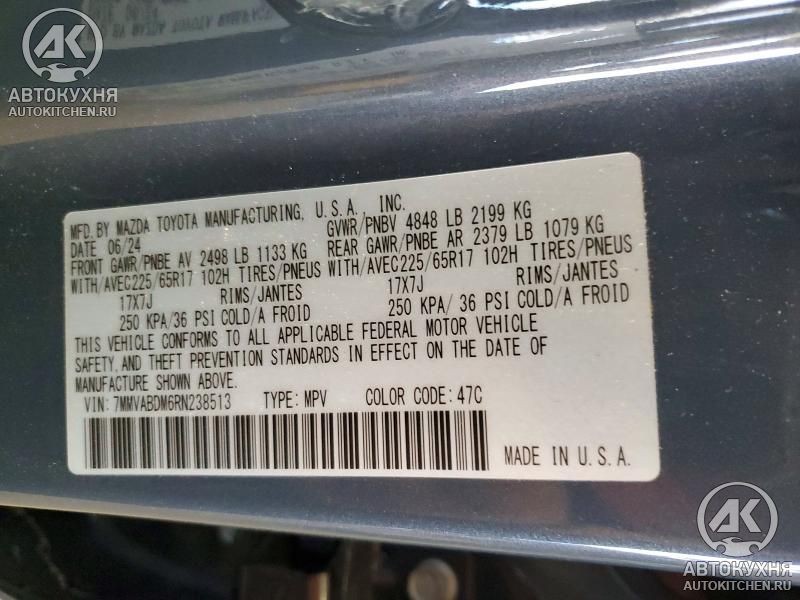 АВТОКУХНЯ
AUTOKITCHEN.RU
MFD. BY MAZDA TOYOTA MANUFACTURING, U.S.A. INC.
DATE 06/24 GVWR/PNBV 4848 LB 2199 KG
FRONT GAWR/PNBE AV 2498 LB 1133 KG REAR GAWR/PNBE AR 2379 LB 1079 KG
WITH/AVEC225/65R17 102H TIRES/PNEUS WITH/AVEC225/65R17 102H TIRES/PNEUS
17X7J RIMS/JANTES 17X7J RIMS/JANTES
250 KPA/36 PSI COLD/A FROID 250 KPA/36 PSI COLD/A FROID
THIS VEHICLE CONFORMS TO ALL APPLICABLE FEDERAL MOTOR VEHICLE
SAFETY, AND THEFT PREVENTION STANDARDS IN EFFECT ON THE DATE OF
MANUFACTURE SHOWN ABOVE.
VIN: 7MMVABDM6RN238513 TYPE: MPV COLOR CODE: 47C
MADE IN U.S.A.
АК
АВТОКУХНЯ
AUTOKITCHEN.RU